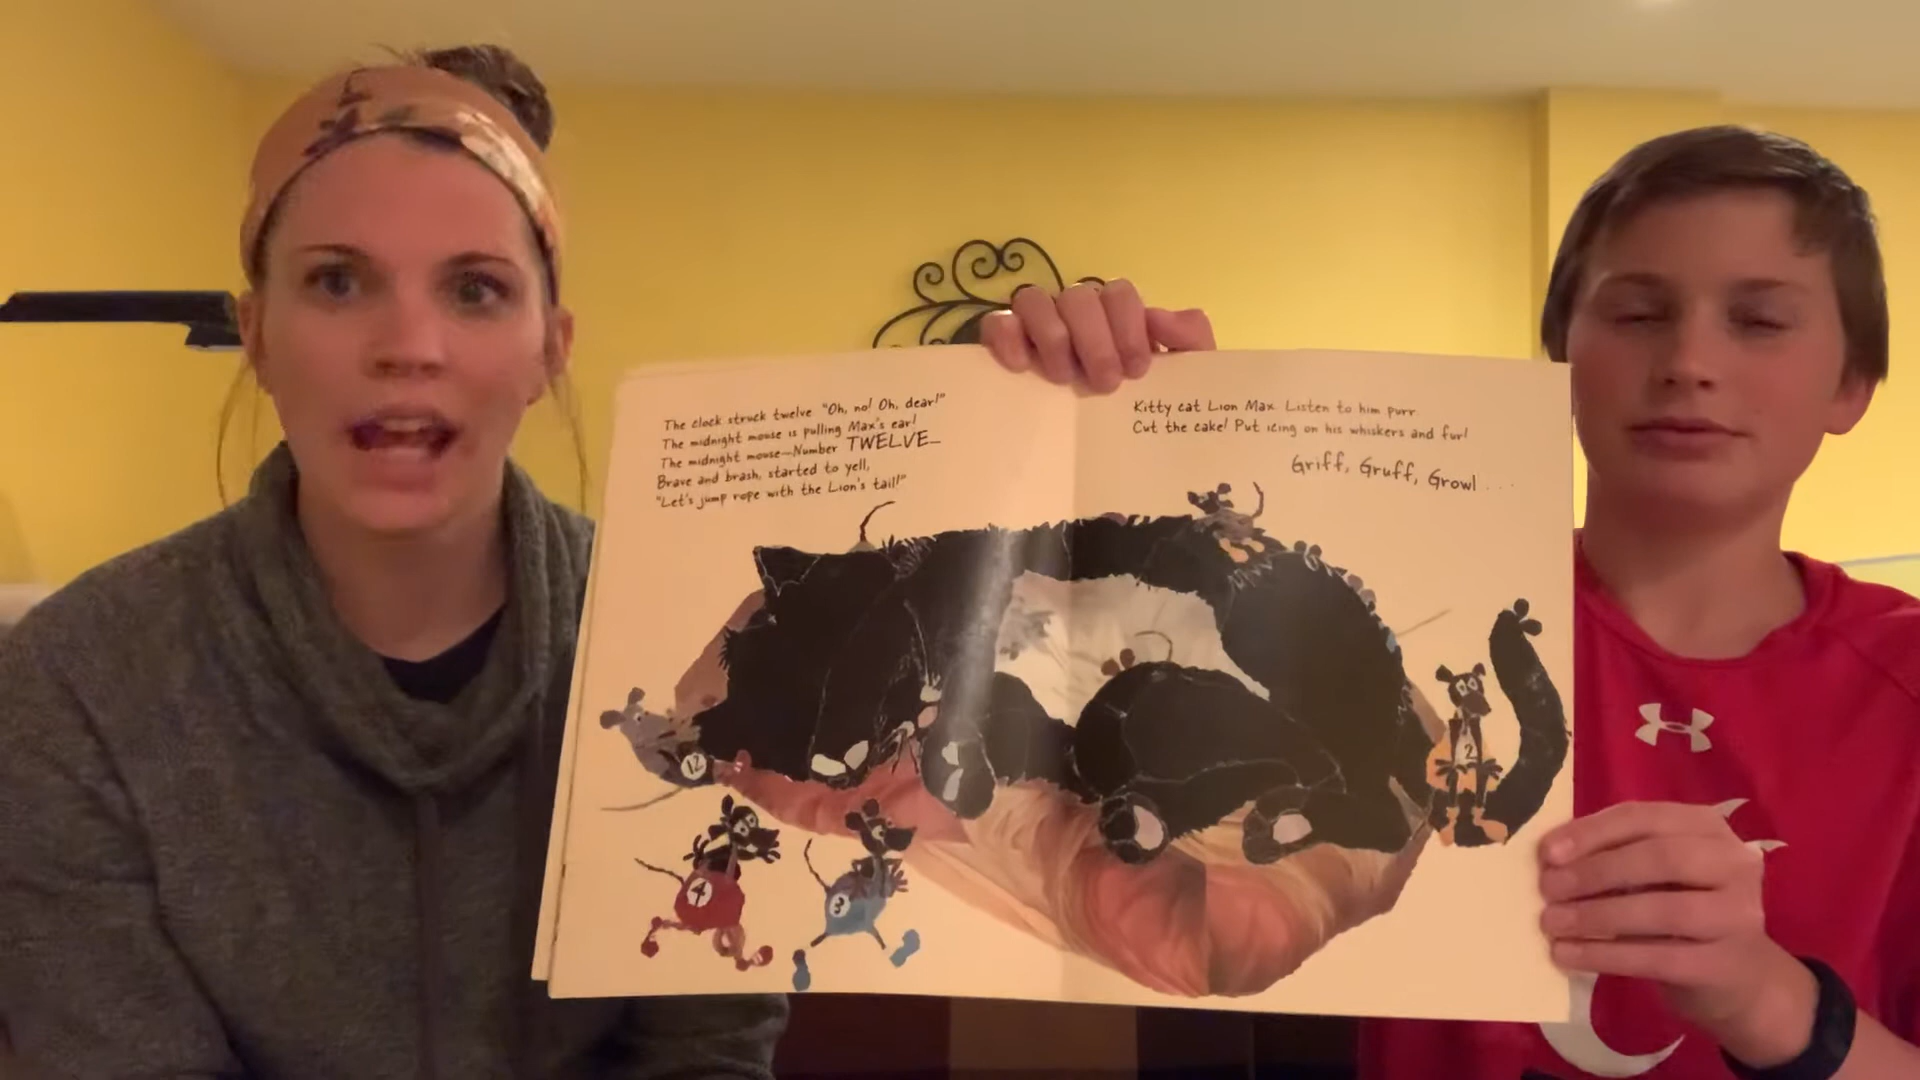 The clock struck twelve "Oh, no! Oh, dear!"
The midnight mouse is pulling Max's ear!
The midnight mouse—Number TWELVE—
Brave and brash, started to yell,
"Let's jump rope with the Lion's tail!"
Kitty cat Lion Max. Listen to him purr.
Cut the cake! Put icing on his whiskers and fur!
Griff, Gruff, Growl . . .
12
4
3
2